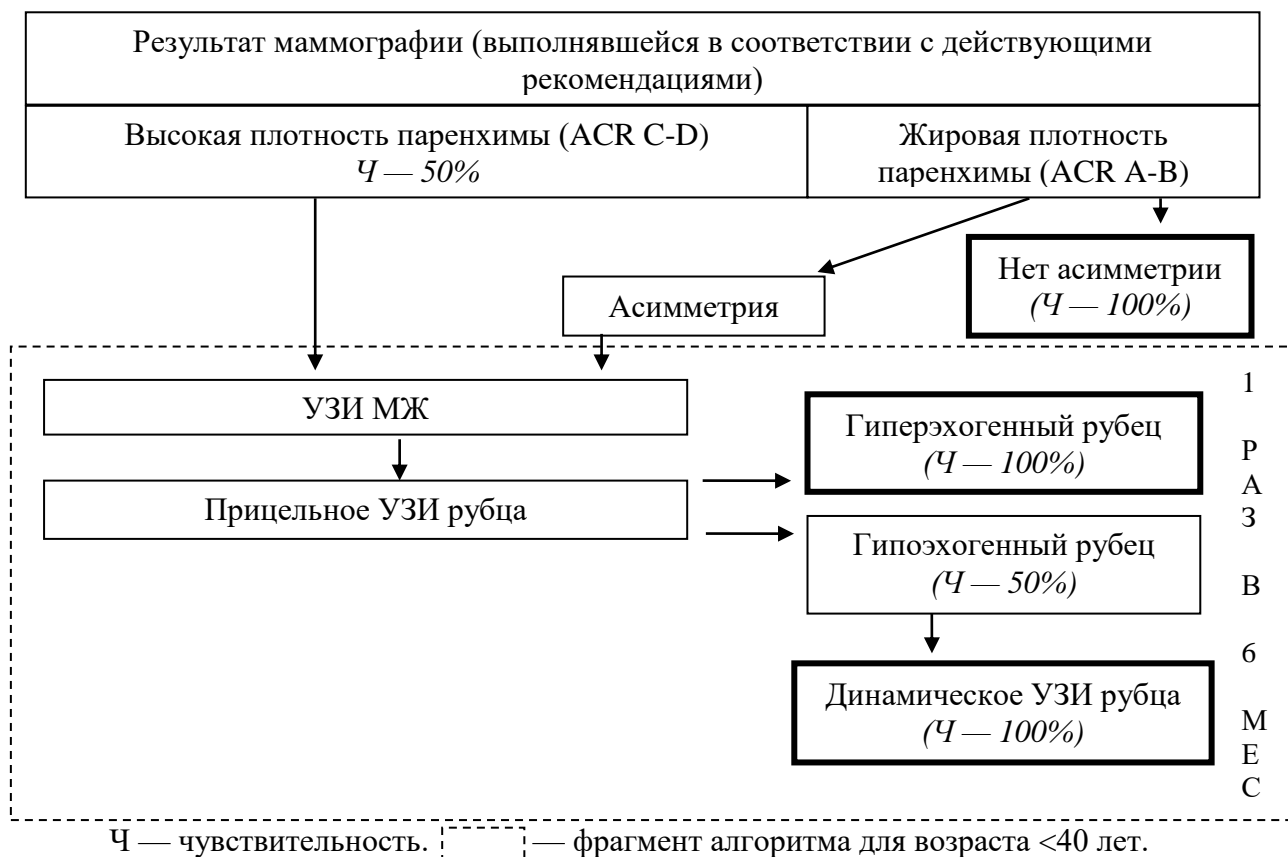 Результат маммографии (выполнявшейся в соответствии с действующими
рекомендациями)
Высокая плотность паренхимы (ACR C-D)
Ч — 50%
Жировая плотность
паренхимы (ACR A-B)
Нет асимметрии
(Ч — 100%)
Асимметрия
УЗИ МЖ
Прицельное УЗИ рубца
Гиперэхогенный рубец
(Ч — 100%)
Гипоэхогенный рубец
(Ч — 50%)
Динамическое УЗИ рубца
(Ч — 100%)
1
Р
А
З
В
6
М
Е
С
Ч — чувствительность. — фрагмент алгоритма для возраста <40 лет.